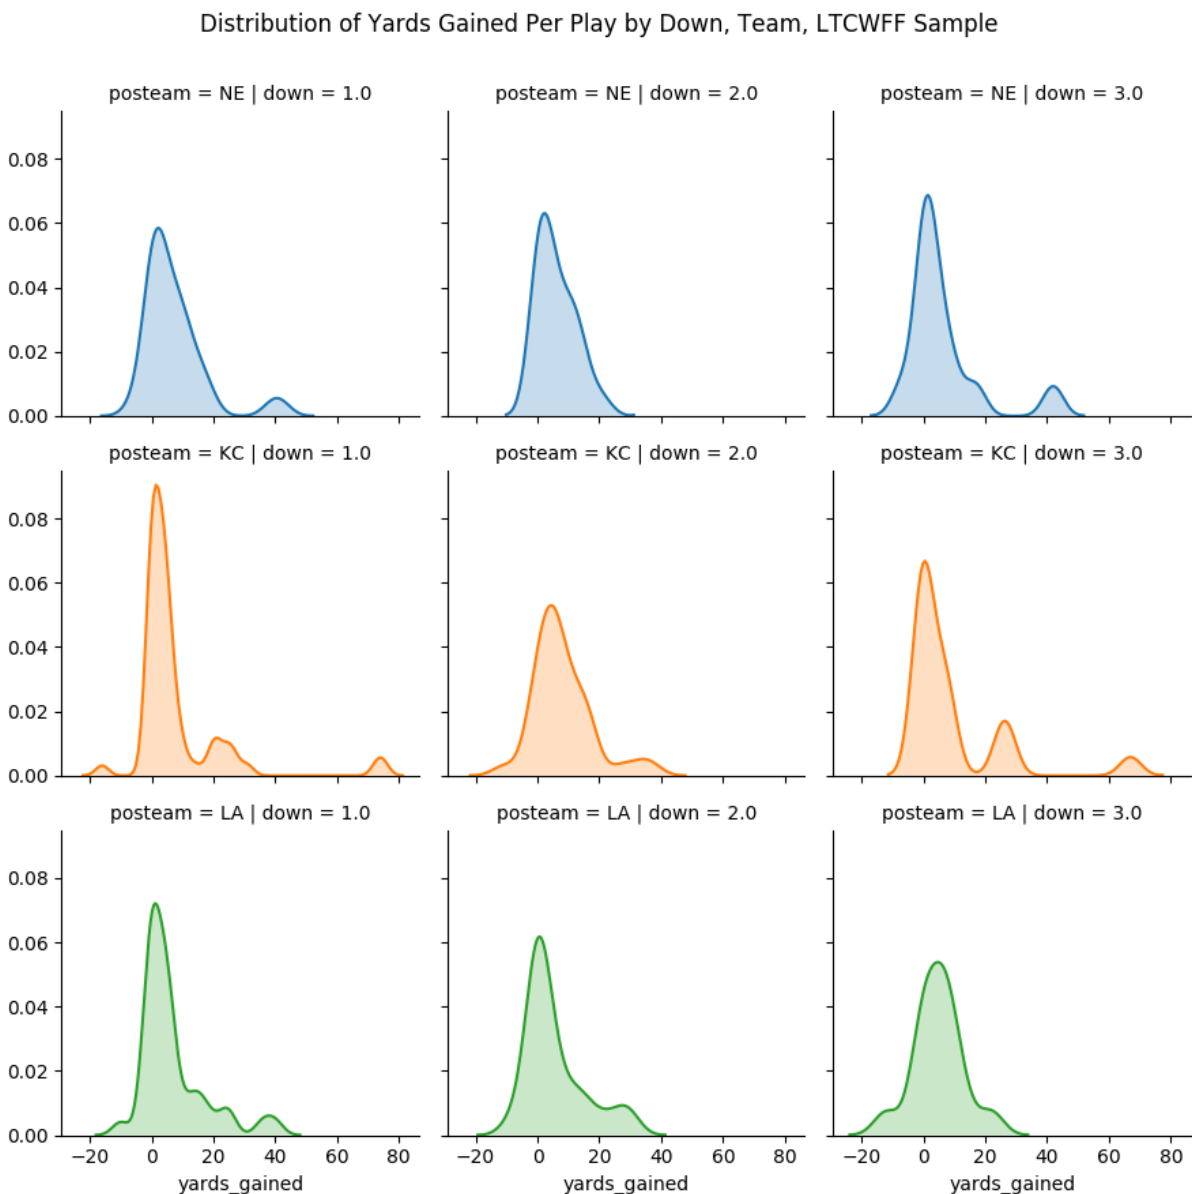 Distribution of Yards Gained Per Play by Down, Team, LTCWFF Sample
posteam = NE | down = 1.0
posteam = NE | down = 2.0
posteam = NE | down = 3.0
0.08
0.06
0.04
0.02
0.00
posteam = KC | down = 1.0
posteam = KC | down = 2.0
posteam = KC | down = 3.0
0.08
0.06
0.04
0.02
0.00
posteam = LA | down = 1.0
posteam = LA | down = 2.0
posteam = LA | down = 3.0
0.08
0.06
0.04
0.02
0.00
−20 0 20 40 60 80
−20 0 20 40 60 80
−20 0 20 40 60 80
yards_gained
yards_gained
yards_gained